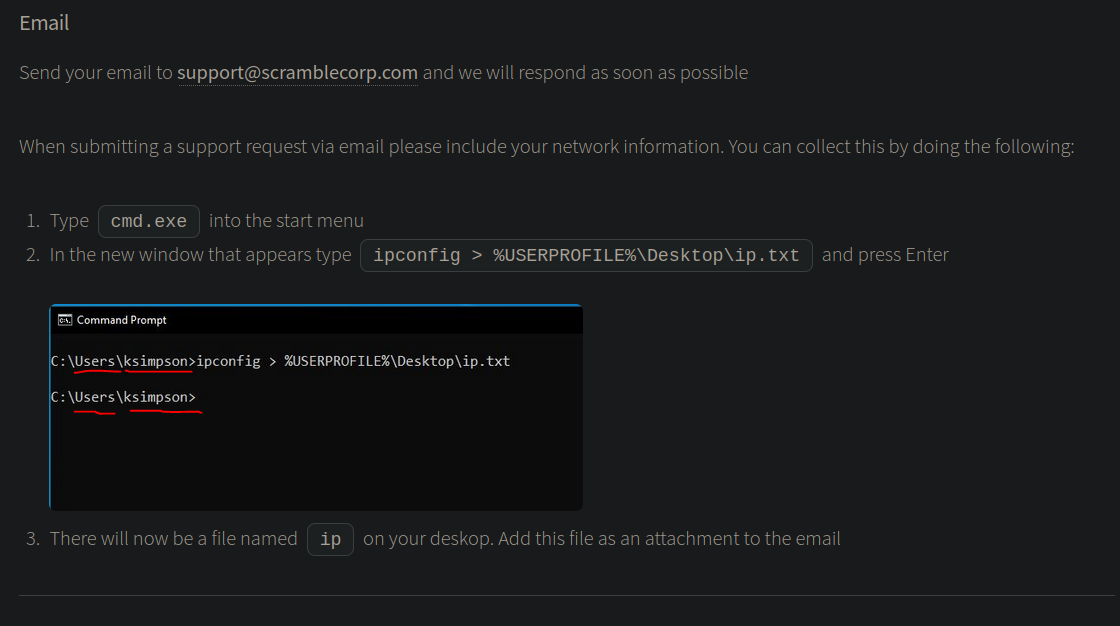 Email
Send your email to support@scramblecorp.com and we will respond as soon as possible
When submitting a support request via email please include your network information. You can collect this by doing the following:
1. Type cmd.exe into the start menu
2. In the new window that appears type ipconfig > %USERPROFILE%\Desktop\ip.txt and press Enter
Command Prompt
C:\Users\ksimpson>ipconfig > %USERPROFILE%\Desktop\ip.txt
C:\Users\ksimpson>
3. There will now be a file named ip on your deskop. Add this file as an attachment to the email